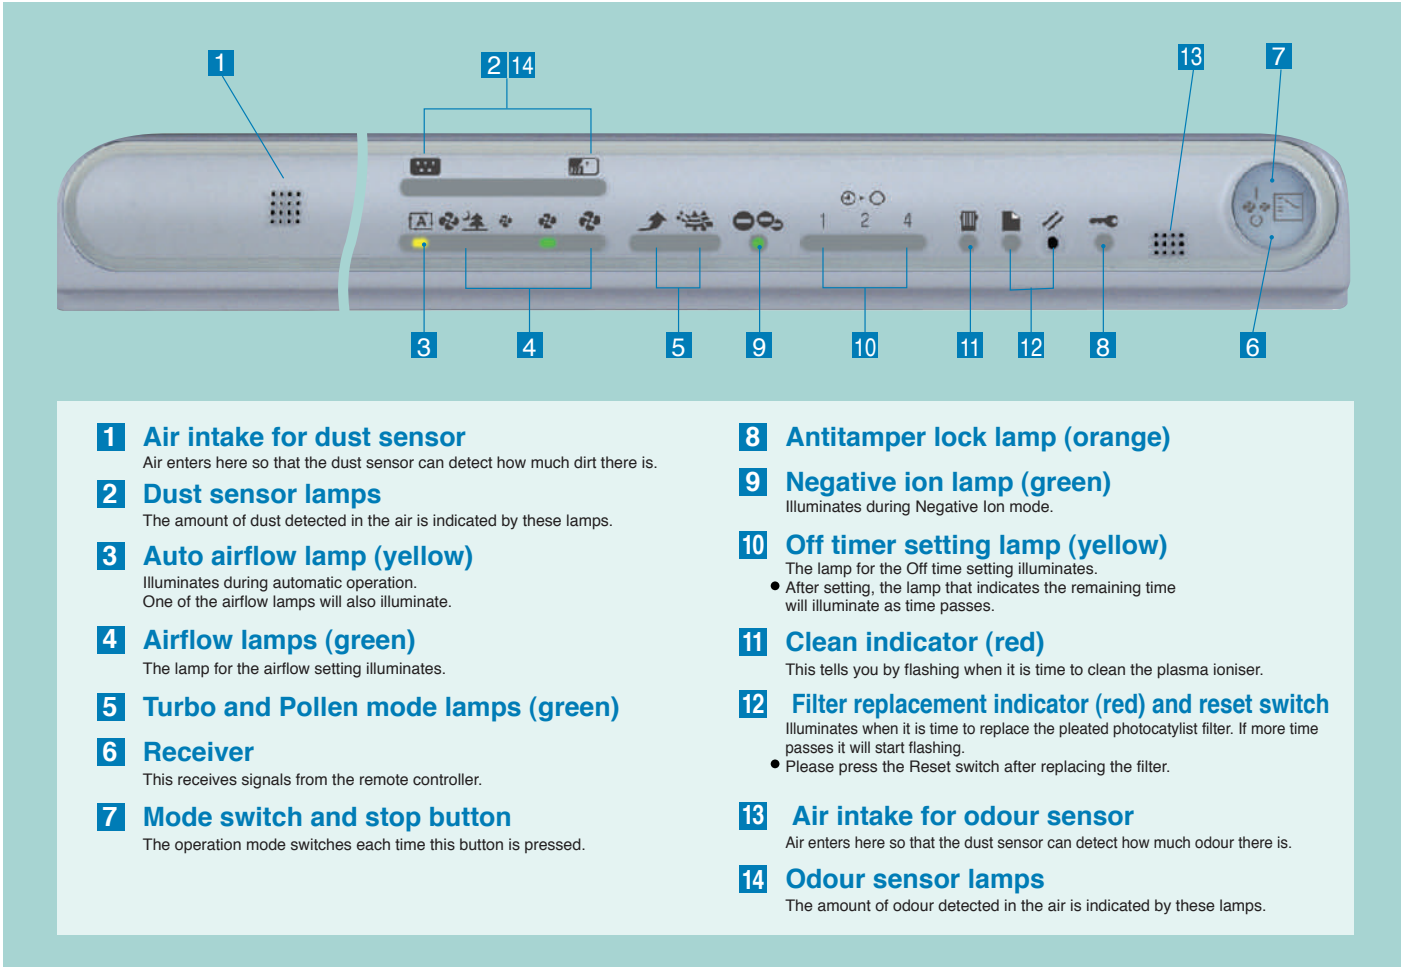 1
2 14
13
7
A
1 2 4
3
4
5
9
10
11
12
8
6
1 Air intake for dust sensor
Air enters here so that the dust sensor can detect how much dirt there is.
2 Dust sensor lamps
The amount of dust detected in the air is indicated by these lamps.
3 Auto airflow lamp (yellow)
Illuminates during automatic operation.
One of the airflow lamps will also illuminate.
4 Airflow lamps (green)
The lamp for the airflow setting illuminates.
5 Turbo and Pollen mode lamps (green)
6 Receiver
This receives signals from the remote controller.
7 Mode switch and stop button
The operation mode switches each time this button is pressed.
8 Antitamper lock lamp (orange)
9 Negative ion lamp (green)
Illuminates during Negative Ion mode.
10 Off timer setting lamp (yellow)
The lamp for the Off time setting illuminates.
● After setting, the lamp that indicates the remaining time
will illuminate as time passes.
11 Clean indicator (red)
This tells you by flashing when it is time to clean the plasma ioniser.
12 Filter replacement indicator (red) and reset switch
Illuminates when it is time to replace the pleated photocatylist filter. If more time
passes it will start flashing.
● Please press the Reset switch after replacing the filter.
13 Air intake for odour sensor
Air enters here so that the dust sensor can detect how much odour there is.
14 Odour sensor lamps
The amount of odour detected in the air is indicated by these lamps.